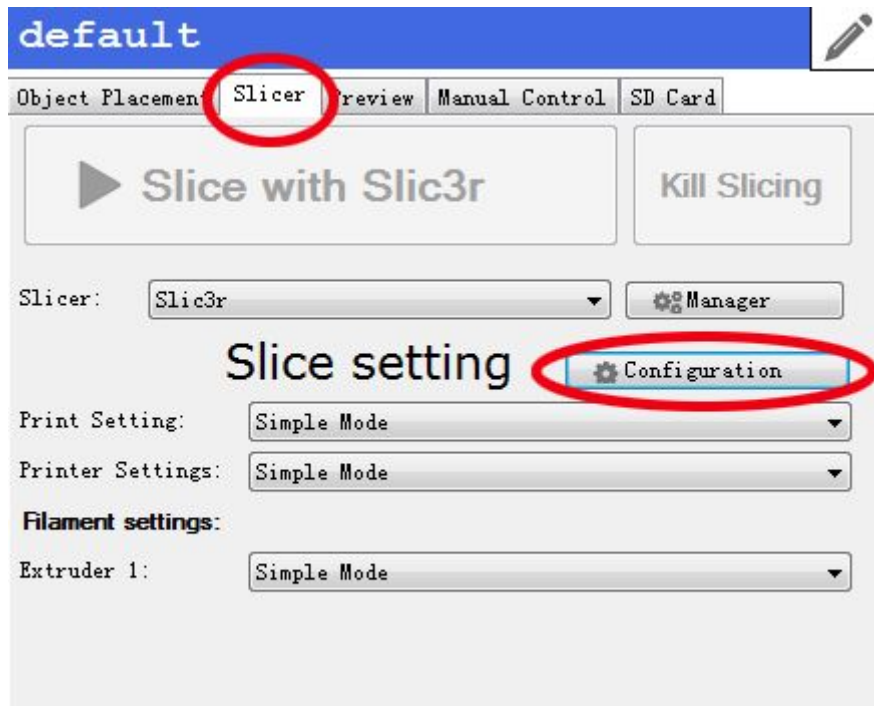 default
Object Placement Slicer Preview Manual Control SD Card
Slice with Slic3r Kill Slicing
Slicer: Slic3r Manager
Slice setting Configuration
Print Setting: Simple Mode
Printer Settings: Simple Mode
Filament settings:
Extruder 1: Simple Mode